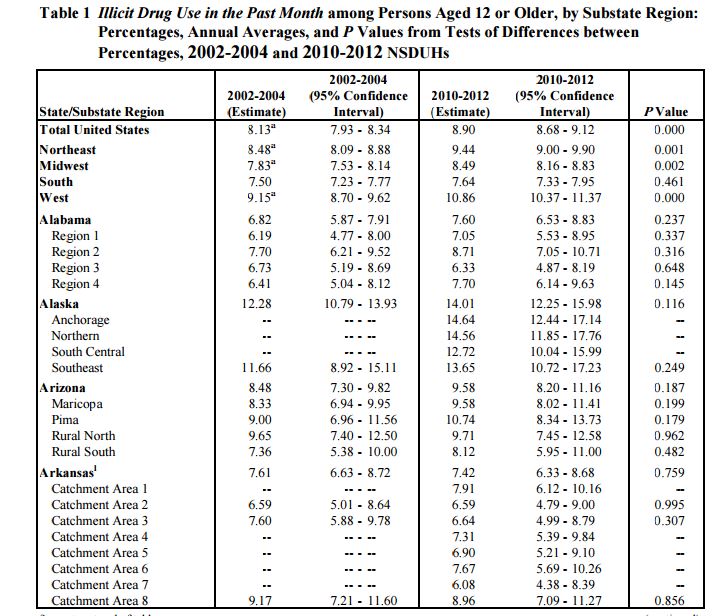 Table 1 Illicit Drug Use in the Past Month among Persons Aged 12 or Older, by Substate Region:
Percentages, Annual Averages, and P Values from Tests of Differences between
Percentages, 2002-2004 and 2010-2012 NSDUHs
State/Substate Region 2002-2004 (Estimate) 2002-2004 (95% Confidence Interval) 2010-2012 (Estimate) 2010-2012 (95% Confidence Interval) P Value
Total United States 8.13a 7.93 - 8.34 8.90 8.68 - 9.12 0.000
Northeast 8.48a 8.09 - 8.88 9.44 9.00 - 9.90 0.001
Midwest 7.83a 7.53 - 8.14 8.49 8.16 - 8.83 0.002
South 7.50 7.23 - 7.77 7.64 7.33 - 7.95 0.461
West 9.15a 8.70 - 9.62 10.86 10.37 - 11.37 0.000
Alabama 6.82 5.87 - 7.91 7.60 6.53 - 8.83 0.237
Region 1 6.19 4.77 - 8.00 7.05 5.53 - 8.95 0.337
Region 2 7.70 6.21 - 9.52 8.71 7.05 - 10.71 0.316
Region 3 6.73 5.19 - 8.69 6.33 4.87 - 8.19 0.648
Region 4 6.41 5.04 - 8.12 7.70 6.14 - 9.63 0.145
Alaska 12.28 10.79 - 13.93 14.01 12.25 - 15.98 0.116
Anchorage -- -- - -- 14.64 12.44 - 17.14 --
Northern -- -- - -- 14.56 11.85 - 17.76 --
South Central -- -- - -- 12.72 10.04 - 15.99 --
Southeast 11.66 8.92 - 15.11 13.65 10.72 - 17.23 0.249
Arizona 8.48 7.30 - 9.82 9.58 8.20 - 11.16 0.187
Maricopa 8.33 6.94 - 9.95 9.58 8.02 - 11.41 0.199
Pima 9.00 6.96 - 11.56 10.74 8.34 - 13.73 0.179
Rural North 9.65 7.40 - 12.50 9.71 7.45 - 12.58 0.962
Rural South 7.36 5.38 - 10.00 8.12 5.95 - 11.00 0.482
Arkansas1 7.61 6.63 - 8.72 7.42 6.33 - 8.68 0.759
Catchment Area 1 -- -- - -- 7.91 6.12 - 10.16 --
Catchment Area 2 6.59 5.01 - 8.64 6.59 4.79 - 9.00 0.995
Catchment Area 3 7.60 5.88 - 9.78 6.64 4.99 - 8.79 0.307
Catchment Area 4 -- -- - -- 7.31 5.39 - 9.84 --
Catchment Area 5 -- -- - -- 6.90 5.21 - 9.10 --
Catchment Area 6 -- -- - -- 7.67 5.69 - 10.26 --
Catchment Area 7 -- -- - -- 6.08 4.38 - 8.39 --
Catchment Area 8 9.17 7.21 - 11.60 8.96 7.09 - 11.27 0.856